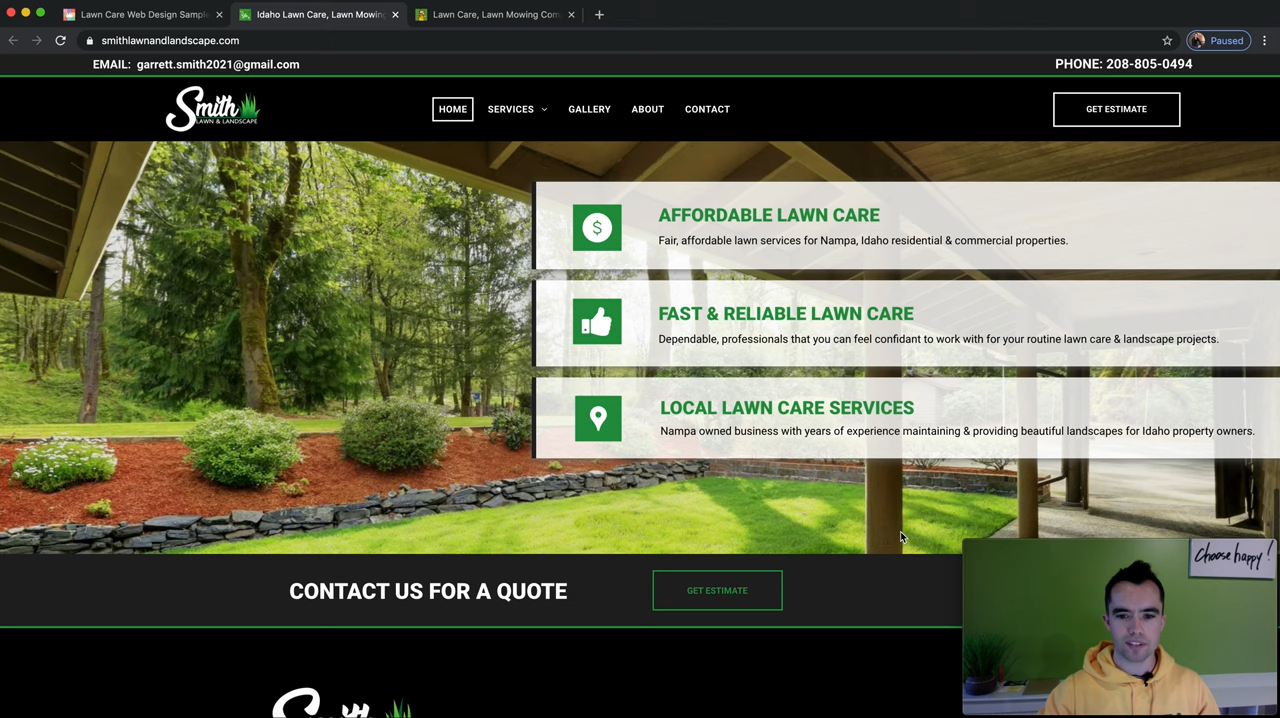 Lawn Care Web Design Sample
Idaho Lawn Care, Lawn Mowing
Lawn Care, Lawn Mowing Com
smithlawnandlandscape.com
Paused
EMAIL: garrett.smith2021@gmail.com
PHONE: 208-805-0494
Smith
LAWN & LANDSCAPE
HOME
SERVICES
GALLERY
ABOUT
CONTACT
GET ESTIMATE
$
AFFORDABLE LAWN CARE
Fair, affordable lawn services for Nampa, Idaho residential & commercial properties.
FAST & RELIABLE LAWN CARE
Dependable, professionals that you can feel confidant to work with for your routine lawn care & landscape projects.
LOCAL LAWN CARE SERVICES
Nampa owned business with years of experience maintaining & providing beautiful landscapes for Idaho property owners.
Choose happy!
CONTACT US FOR A QUOTE
GET ESTIMATE
Smith